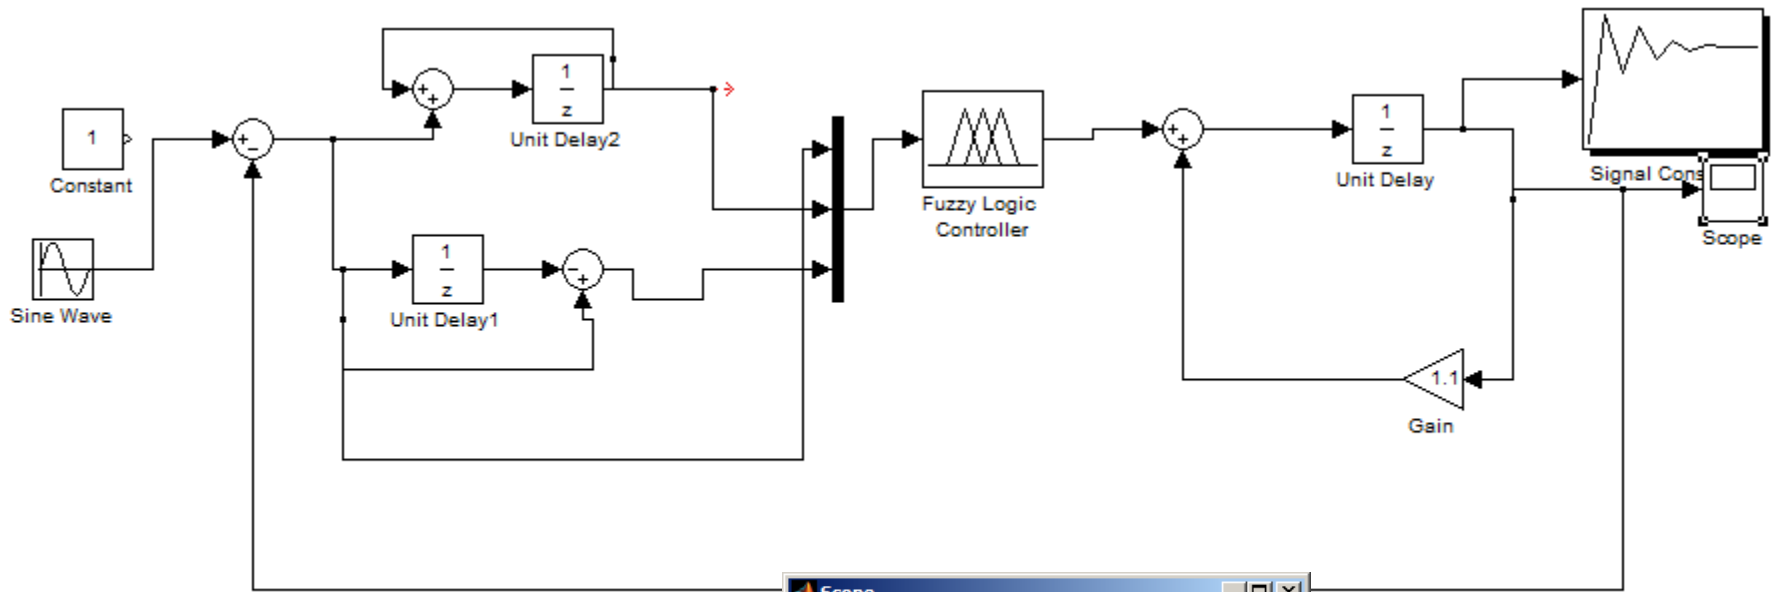 1
z
Unit Delay2
1
Constant
Sine Wave
1
z
Unit Delay1
Fuzzy Logic
Controller
1
z
Unit Delay
1.1
Gain
Signal Cons
Scope
Scope